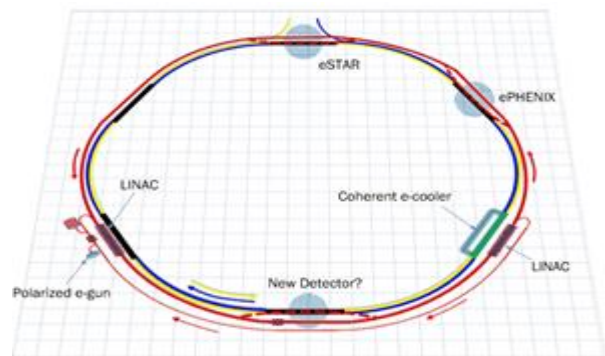 eSTAR
ePHENIX
LINAC
Coherent e-cooler
LINAC
New Detector?
Polarized e-gun